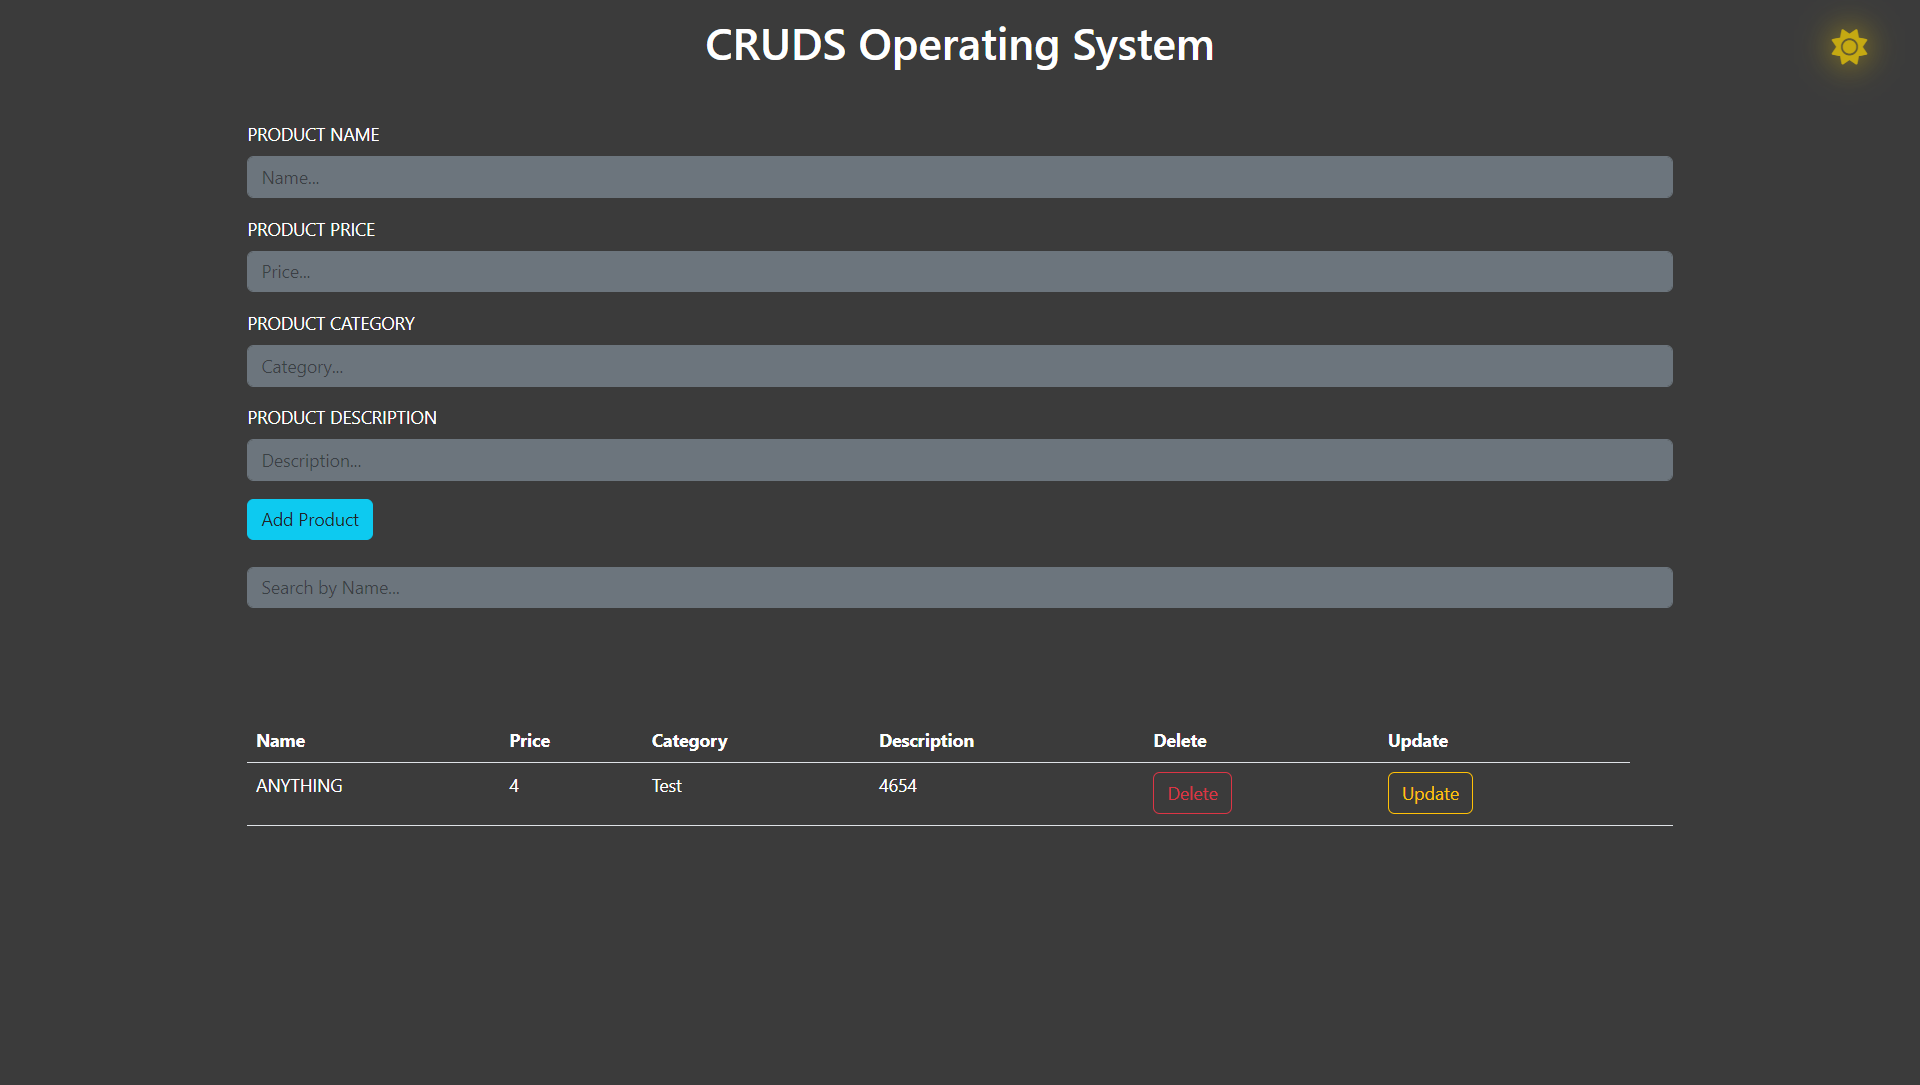 CRUDS Operating System
PRODUCT NAME
Name...
PRODUCT PRICE
Price...
PRODUCT CATEGORY
Category...
PRODUCT DESCRIPTION
Description...
Add Product
Search by Name...
Name Price Category Description Delete Update
ANYTHING 4 Test 4654 Delete Update